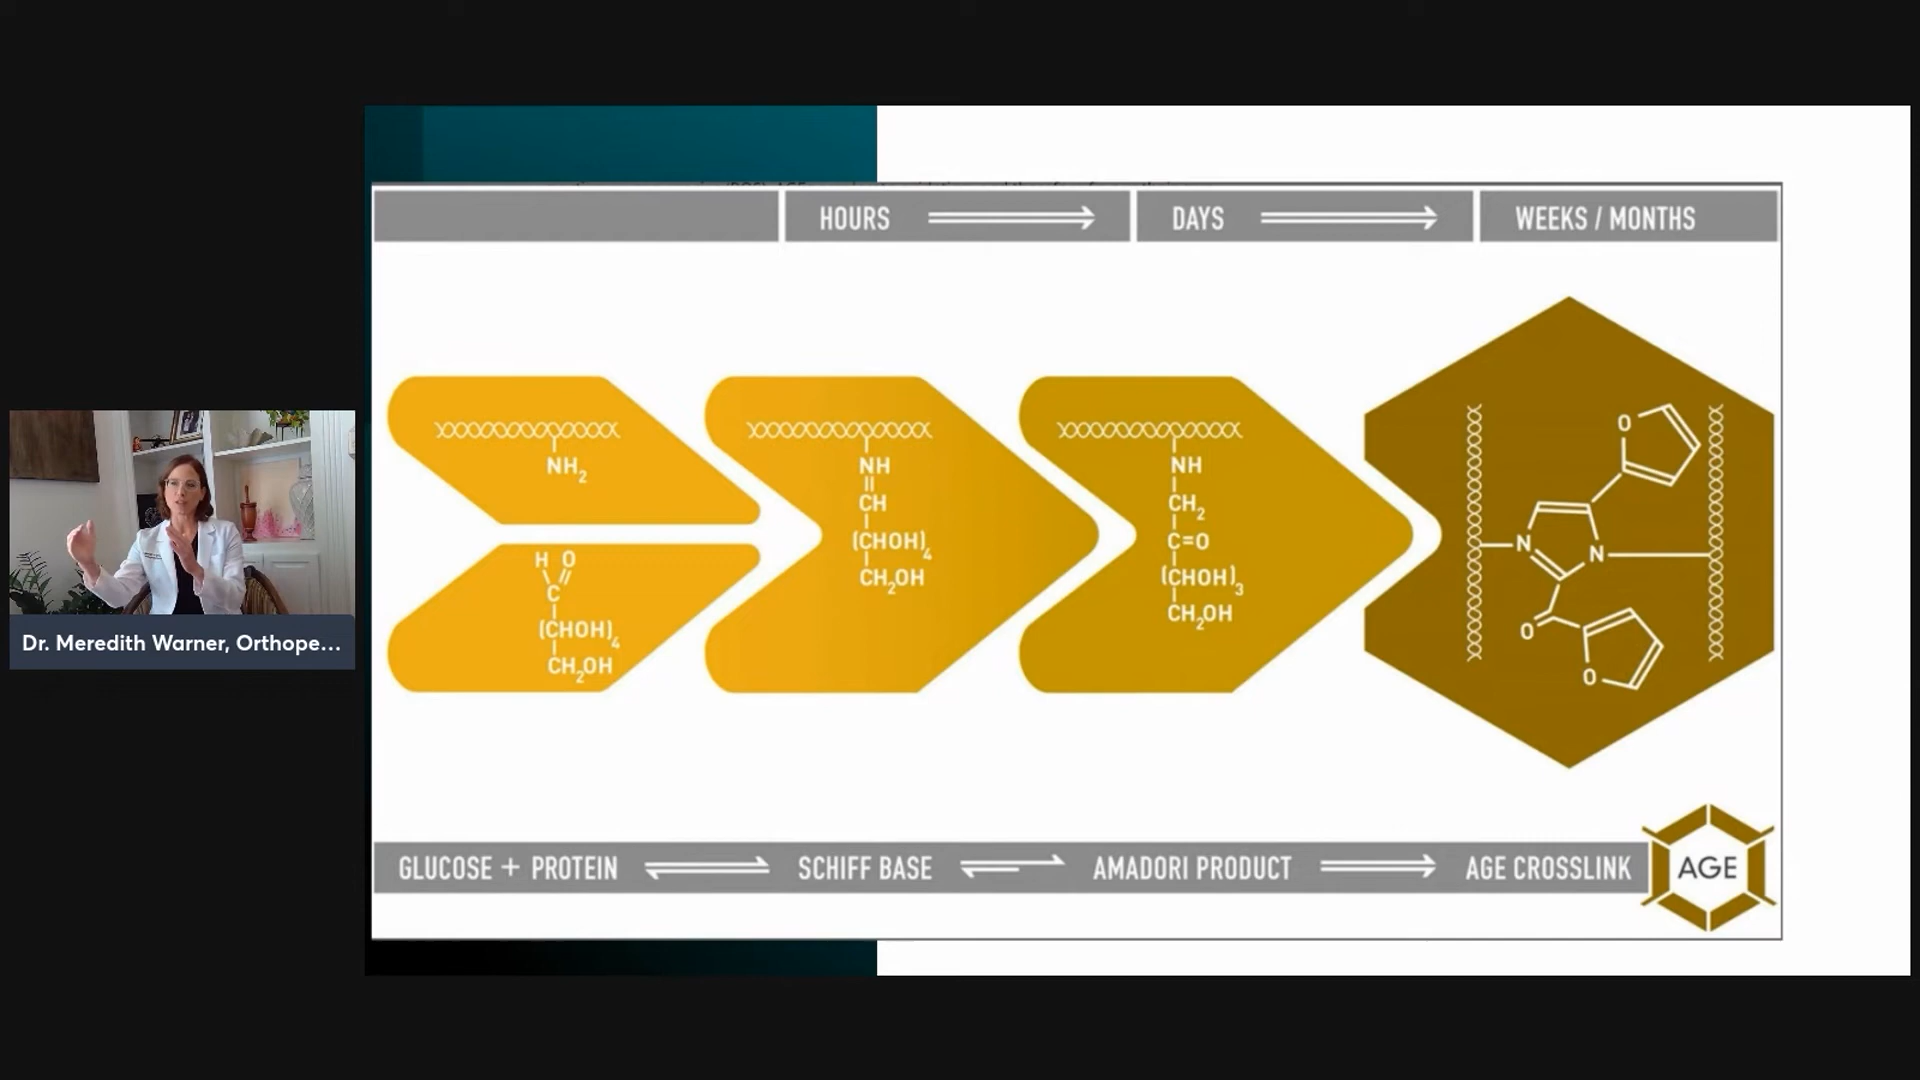 HOURS
DAYS
WEEKS / MONTHS
NH2
H O
C
(CHOH)4
CH2OH
NH
CH
(CHOH)4
CH2OH
NH
CH2
C=O
(CHOH)3
CH2OH
O
N
N
O
O
Dr. Meredith Warner, Orthope...
GLUCOSE + PROTEIN
SCHIFF BASE
AMADORI PRODUCT
AGE CROSSLINK
AGE